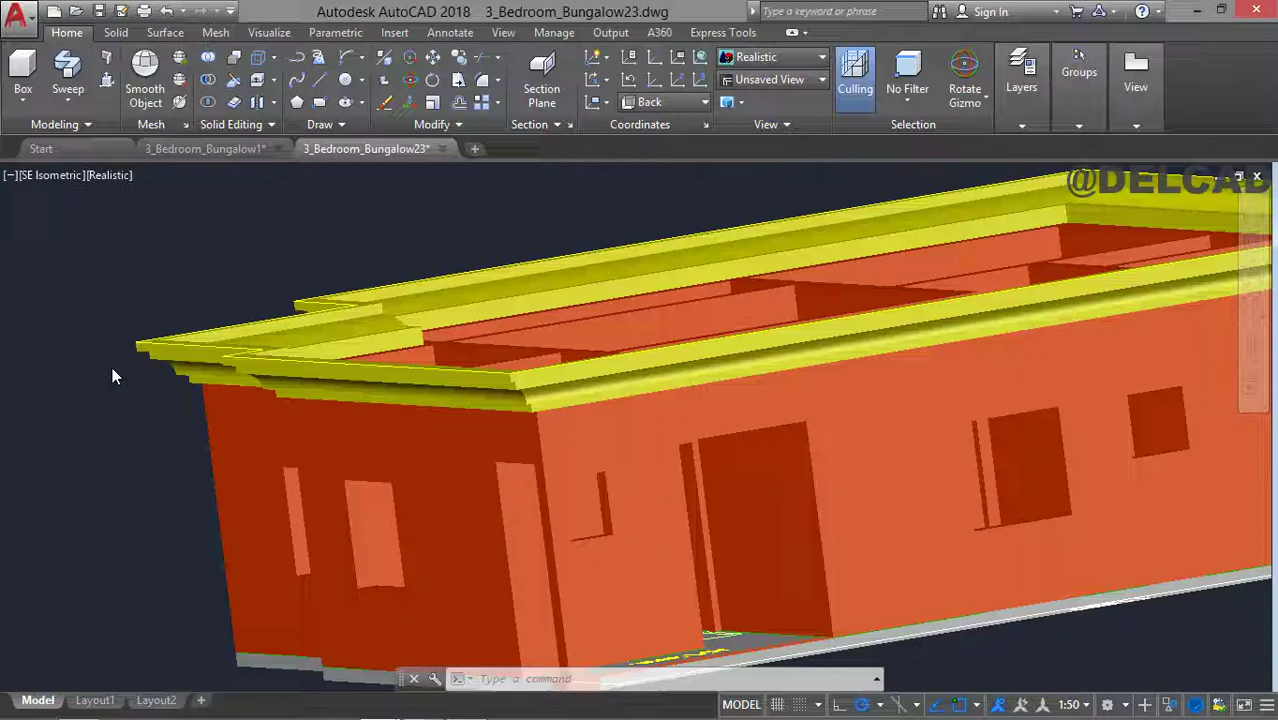 Autodesk AutoCAD 2018 3_Bedroom_Bungalow23.dwg Type a keyword or phrase Sign In
Home Solid Surface Mesh Visualize Parametric Insert Annotate View Manage Output A360 Express Tools
Realistic
Unsaved View
Back
Box Sweep Smooth Object Section Plane Culling No Filter Rotate Gizmo Layers Groups View
Modeling Mesh Solid Editing Draw Modify Section Coordinates View Selection
Start 3_Bedroom_Bungalow1* 3_Bedroom_Bungalow23*
[−][SE Isometric][Realistic]
@DELCAD
Type a command
Model Layout1 Layout2 MODEL 1:50